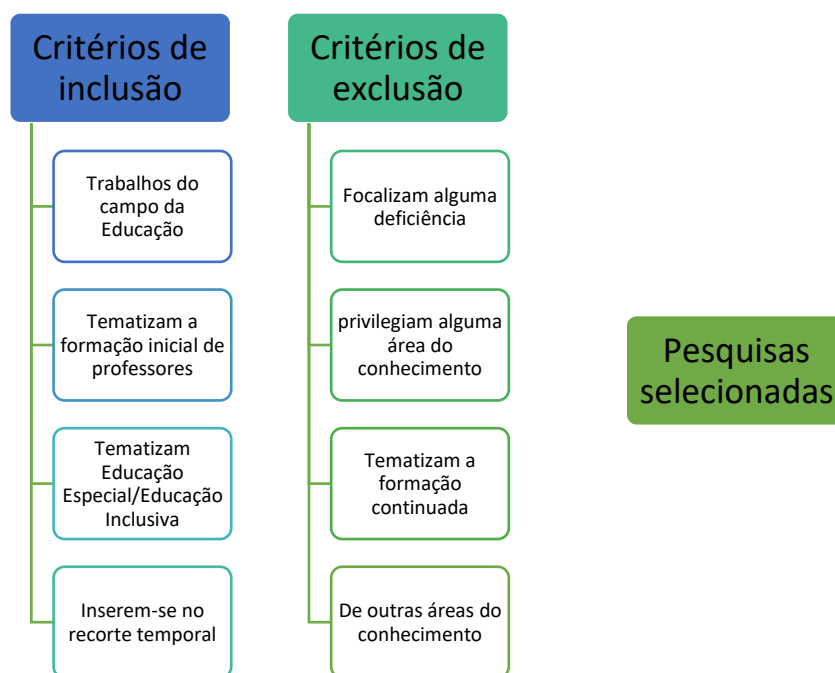 Critérios de
inclusão
Trabalhos do
campo da
Educação
Tematizam a
formação inicial de
professores
Tematizam
Educação
Especial/Educação
Inclusiva
Inserem-se no
recorte temporal
Critérios de
exclusão
Focalizam alguma
deficiência
privilegiam alguma
área do
conhecimento
Tematizam a
formação
continuada
De outras áreas do
conhecimento
Pesquisas
selecionadas